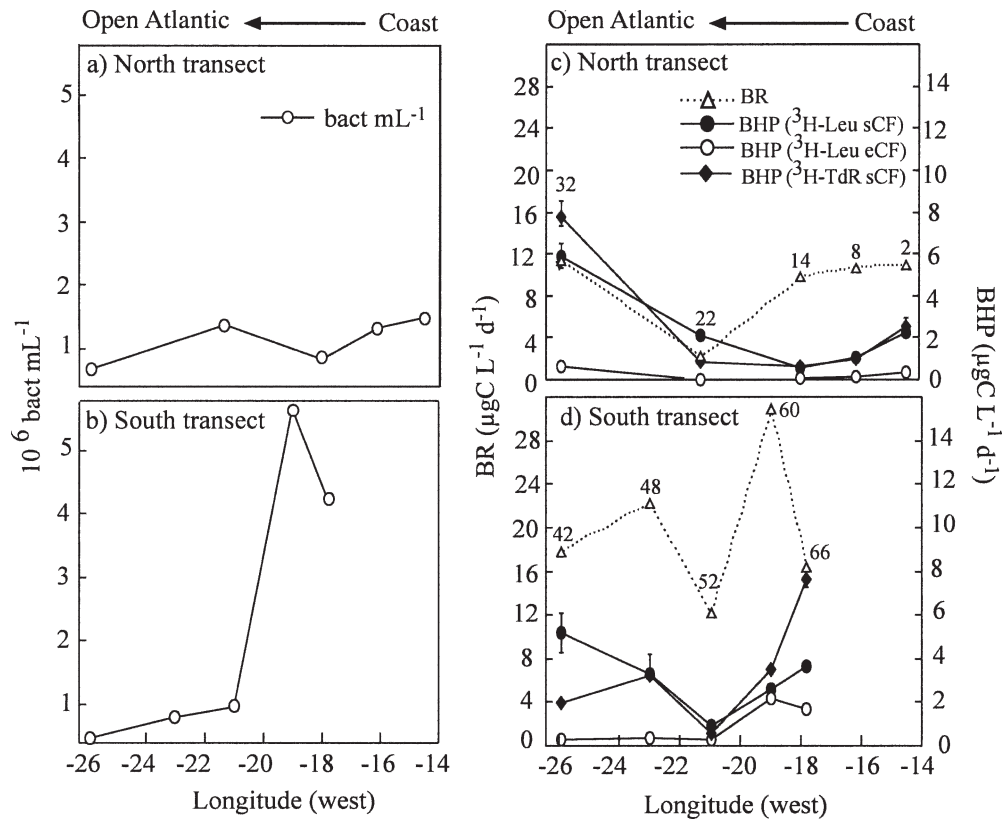 Open Atlantic Coast
a) North transect
5
4
3
2
1
bact mL-1
b) South transect
5
4
3
2
1
10 6 bact mL-1
-26 -24 -22 -20 -18 -16 -14
Longitude (west)
Open Atlantic Coast
c) North transect
28
24
20
16
12
8
4
0
BR
BHP (3H-Leu sCF)
BHP (3H-Leu eCF)
BHP (3H-TdR sCF)
32
22
14
8
2
14
12
10
8
6
4
2
0
d) South transect
28
24
20
16
12
8
4
0
42
48
52
60
66
14
12
10
8
6
4
2
0
BR (µgC L-1 d-1)
BHP (µgC L-1 d-1)
-26 -24 -22 -20 -18 -16 -14
Longitude (west)